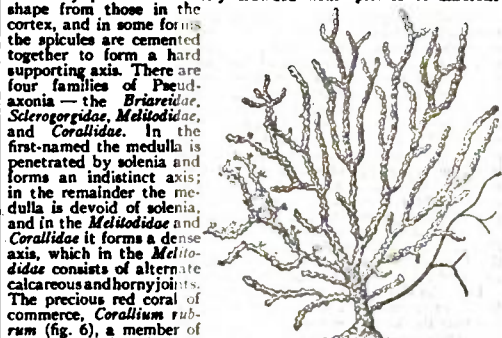 shape from those in the
cortex, and in some forms
the spicules are cemented
together to form a hard
supporting axis. There are
four families of Pseud-
axonia — the Briareidae,
Sclerogorgidae, Melitodidae,
and Corallidae. In the
first-named the medulla is
penetrated by solenia and
forms an indistinct axis;
in the remainder the me-
dulla is devoid of solenia,
and in the Melitodidae and
Corallidae it forms a dense
axis, which in the Melito-
didae consists of alternate
calcareous and horny joints.
The precious red coral of
commerce, Corallium rub-
rum (fig. 6), a member of